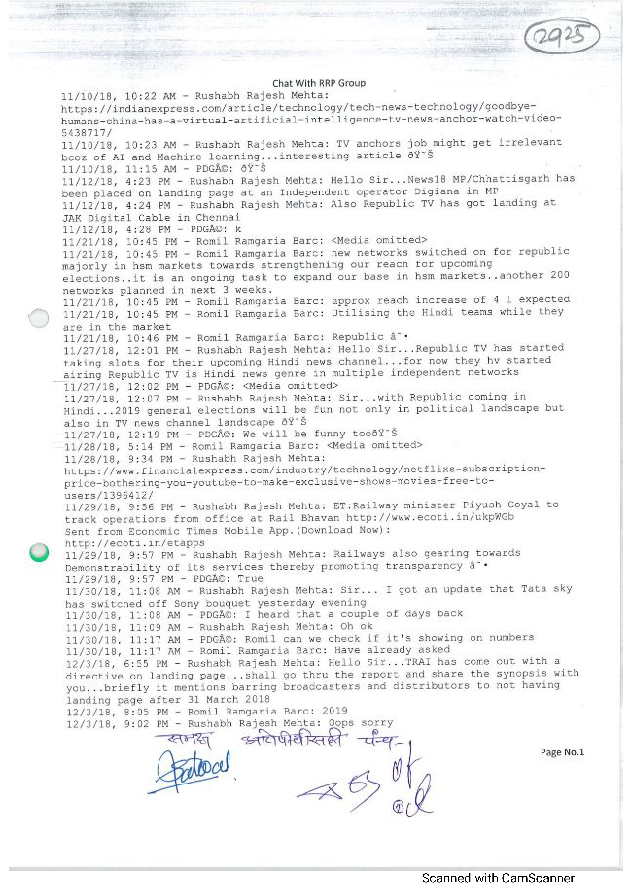 2925
Chat With RRP Group
11/10/18, 10:22 AM - Rushabh Rajesh Mehta:
https://indianexpress.com/article/technology/tech-news-technology/goodbye-
humans-china-has-a-virtual-artificial-intelligence-tv-news-anchor-watch-video-
5438717/
11/10/18, 10:23 AM - Rushabh Rajesh Mehta: TV anchors job might get irrelevant
bcoz of AI and Machine learning...interesting article ðŸ˜Š
11/10/18, 11:15 AM - PDGÃ©: ðŸ˜Š
11/12/18, 4:23 PM - Rushabh Rajesh Mehta: Hello Sir...News18 MP/Chhattisgarh has
been placed on landing page at an Independent operator Digiana in MP
11/12/18, 4:24 PM - Rushabh Rajesh Mehta: Also Republic TV has got landing at
JAK Digital Cable in Chennai
11/12/18, 4:28 PM - PDGÃ©: k
11/21/18, 10:45 PM - Romil Ramgaria Barc: <Media omitted>
11/21/18, 10:45 PM - Romil Ramgaria Barc: new networks switched on for republic
majorly in hsm markets towards strengthening our reach for upcoming
elections..it is an ongoing task to expand our base in hsm markets..another 200
networks planned in next 3 weeks.
11/21/18, 10:45 PM - Romil Ramgaria Barc: approx reach increase of 4 l expected
11/21/18, 10:45 PM - Romil Ramgaria Barc: Utilising the Hindi teams while they
are in the market
11/21/18, 10:46 PM - Romil Ramgaria Barc: Republic â˜•
11/27/18, 12:01 PM - Rushabh Rajesh Mehta: Hello Sir...Republic TV has started
taking slots for their upcoming Hindi news channel...for now they hv started
airing Republic TV is Hindi news genre in multiple independent networks
11/27/18, 12:02 PM - PDGÃ©: <Media omitted>
11/27/18, 12:07 PM - Rushabh Rajesh Mehta: Sir...with Republic coming in
Hindi...2019 general elections will be fun not only in political landscape but
also in TV news channel landscape ðŸ˜Š
11/27/18, 12:19 PM - PDGÃ©: We will be funny tooðŸ˜Š
11/28/18, 5:14 PM - Romil Ramgaria Barc: <Media omitted>
11/28/18, 9:34 PM - Rushabh Rajesh Mehta:
https://www.financialexpress.com/industry/technology/netflixs-subscription-
price-bothering-you-youtube-to-make-exclusive-shows-movies-free-to-
users/1396412/
11/29/18, 9:56 PM - Rushabh Rajesh Mehta: ET:Railway minister Piyush Goyal to
track operations from office at Rail Bhavan http://www.ecoti.in/ukpWGb
Sent from Economic Times Mobile App.(Download Now):
http://ecoti.in/etapps
11/29/18, 9:57 PM - Rushabh Rajesh Mehta: Railways also gearing towards
Demonstrability of its services thereby promoting transparency â˜•
11/29/18, 9:57 PM - PDGÃ©: True
11/30/18, 11:08 AM - Rushabh Rajesh Mehta: Sir... I got an update that Tata sky
has switched off Sony bouquet yesterday evening
11/30/18, 11:08 AM - PDGÃ©: I heard that a couple of days back
11/30/18, 11:09 AM - Rushabh Rajesh Mehta: Oh ok
11/30/18, 11:17 AM - PDGÃ©: Romil can we check if it's showing on numbers
11/30/18, 11:17 AM - Romil Ramgaria Barc: Have already asked
12/3/18, 6:55 PM - Rushabh Rajesh Mehta: Hello Sir...TRAI has come out with a
directive on landing page...shall go thru the report and share the synopsis with
you...briefly it mentions barring broadcasters and distributors to not having
landing page after 31 March 2018
12/3/18, 8:05 PM - Romil Ramgaria Barc: 2019
12/3/18, 9:02 PM - Rushabh Rajesh Mehta: Oops sorry
समक्ष
Page No.1
Scanned with CamScanner